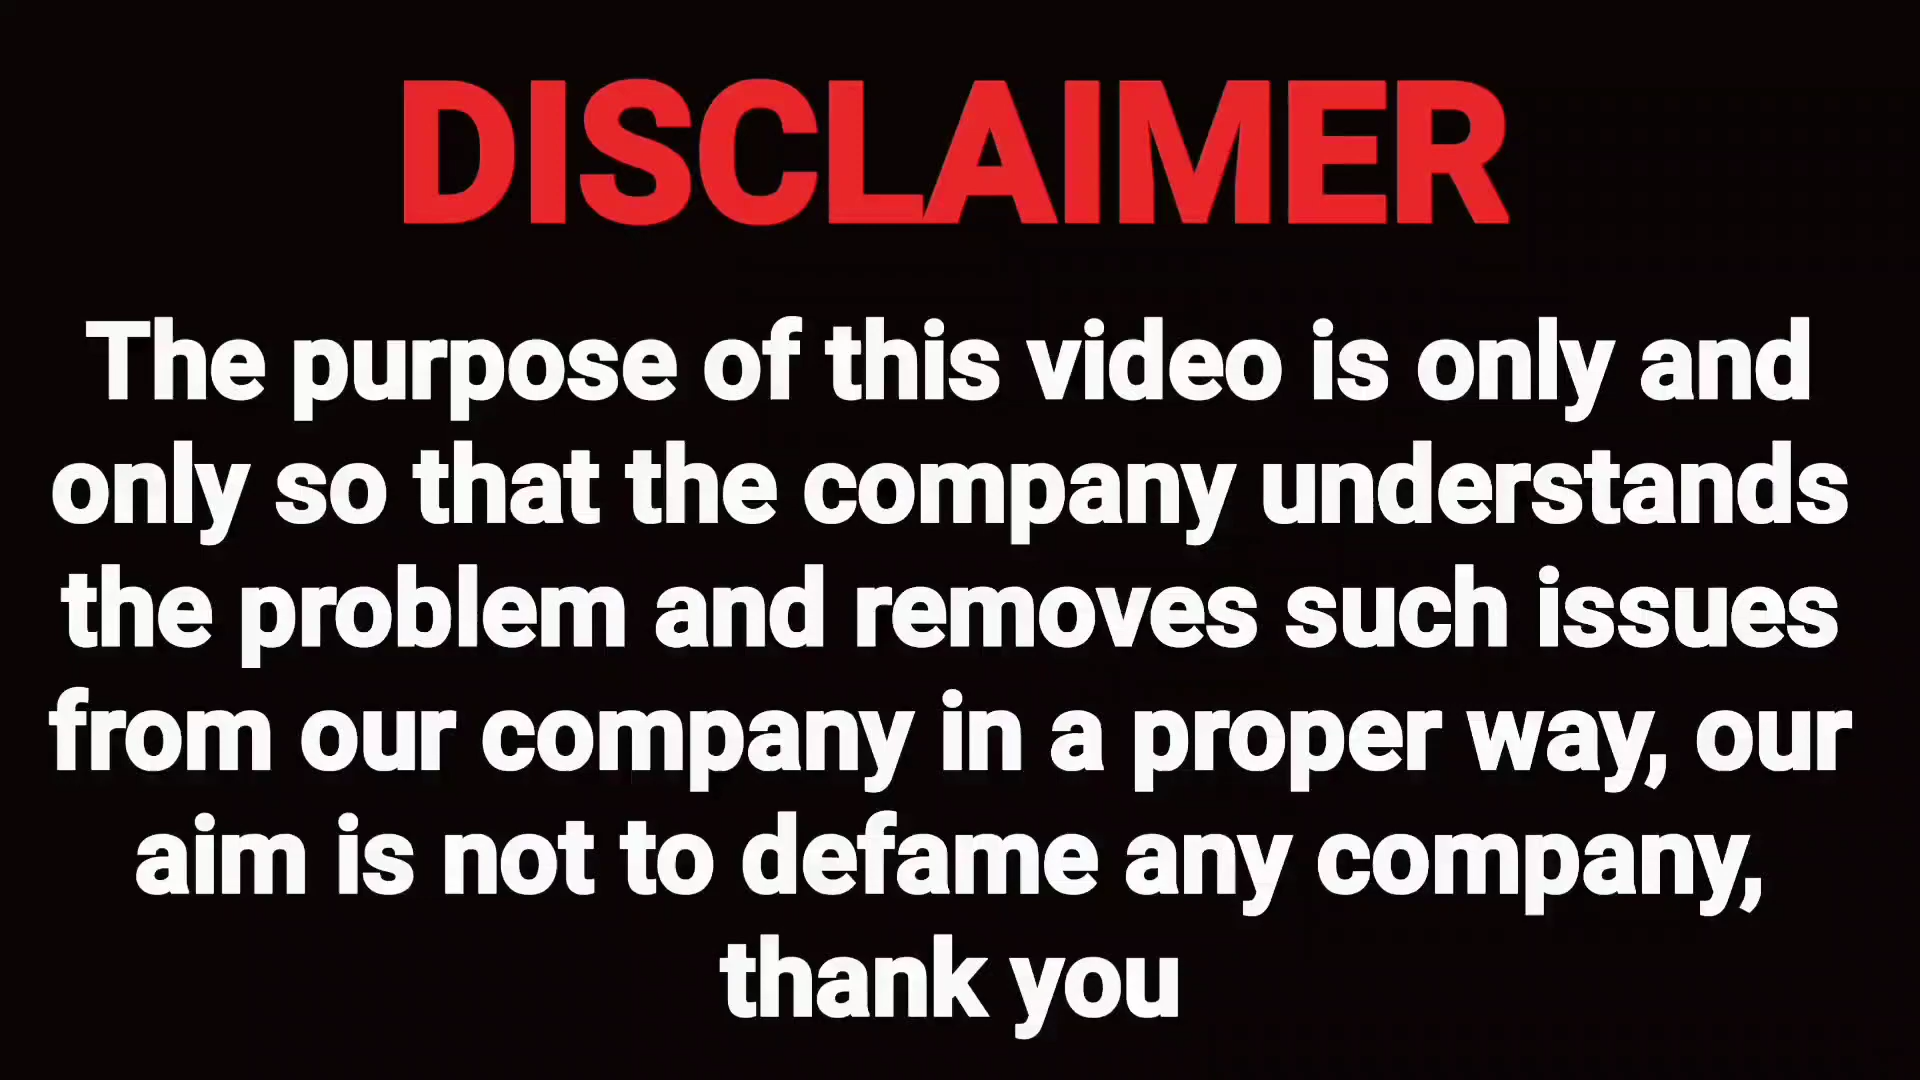 DISCLAIMER
The purpose of this video is only and
only so that the company understands
the problem and removes such issues
from our company in a proper way, our
aim is not to defame any company,
thank you